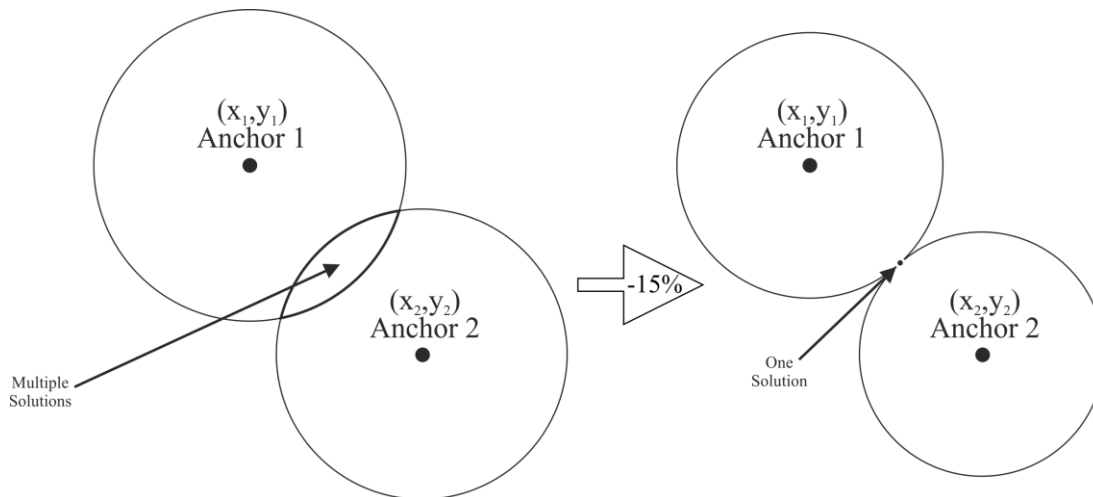 (x₁,y₁)
Anchor 1
(x₂,y₂)
Anchor 2
Multiple
Solutions
-15%
(x₁,y₁)
Anchor 1
(x₂,y₂)
Anchor 2
One
Solution